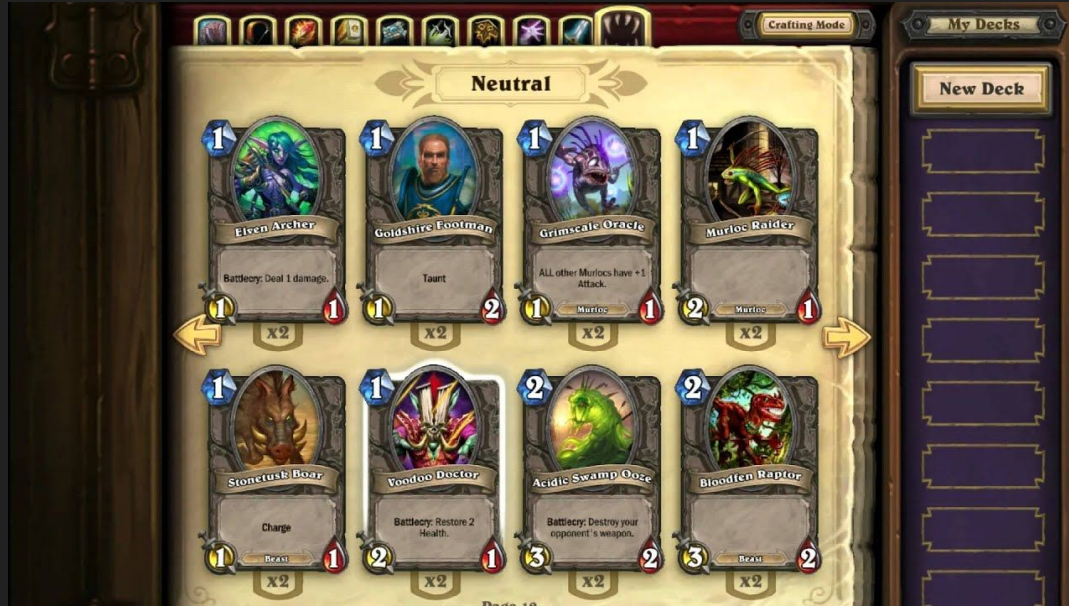 Crafting Mode
My Decks
Neutral
New Deck
1
1
1
1
Elven Archer
Goldshire Footman
Grimscale Oracle
Murloc Raider
Battlecry: Deal 1 damage.
Taunt
ALL other Murlocs have +1
Attack.
Murloc
Murloc
1 1
1 2
1 1
2 1
x2
x2
x2
x2
1
1
2
2
Stonetusk Boar
Voodoo Doctor
Acidic Swamp Ooze
Bloodfen Raptor
Charge
Battlecry: Restore 2
Health.
Battlecry: Destroy your
opponent's weapon.
Beast
Beast
1 1
2 1
3 2
3 2
x2
x2
x2
x2
Page